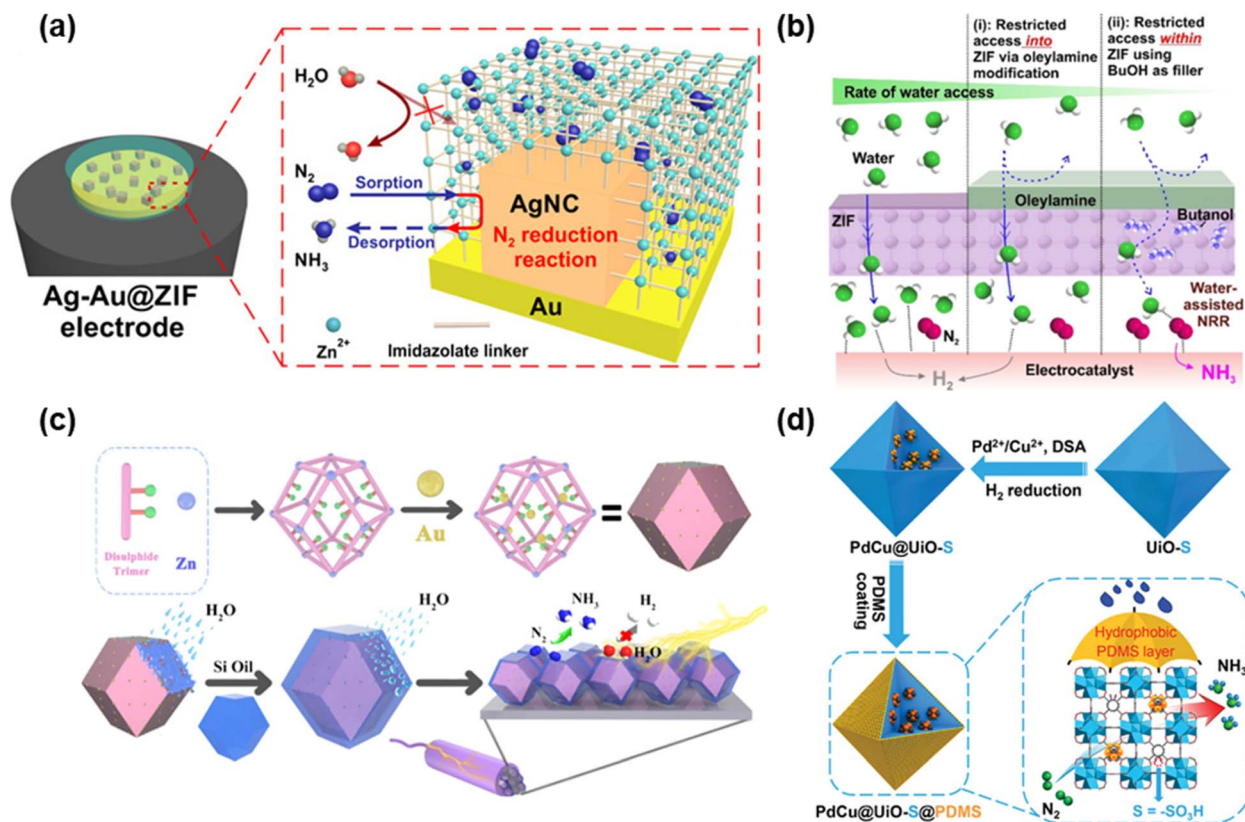 (a)
H₂O
N₂
Sorption
Desorption
NH₃
AgNC
N₂ reduction
reaction
Au
Ag-Au@ZIF
electrode
Zn²⁺
Imidazolate linker
(b)
(i): Restricted
access into
ZIF via oleylamine
modification
(ii): Restricted
access within
ZIF using
BuOH as filler
Rate of water access
Water
ZIF
Oleylamine
Butanol
Water-
assisted
NRR
N₂
H₂
Electrocatalyst
NH₃
(c)
Disulphide
Trimer
Zn
Au
=
H₂O
Si Oil
H₂O
N₂
NH₃
H₂
H₂O
(d)
Pd²⁺/Cu²⁺, DSA
H₂ reduction
PdCu@UiO-S
UiO-S
PDMS
coating
Hydrophobic
PDMS layer
NH₃
N₂
S = -SO₃H
PdCu@UiO-S@PDMS